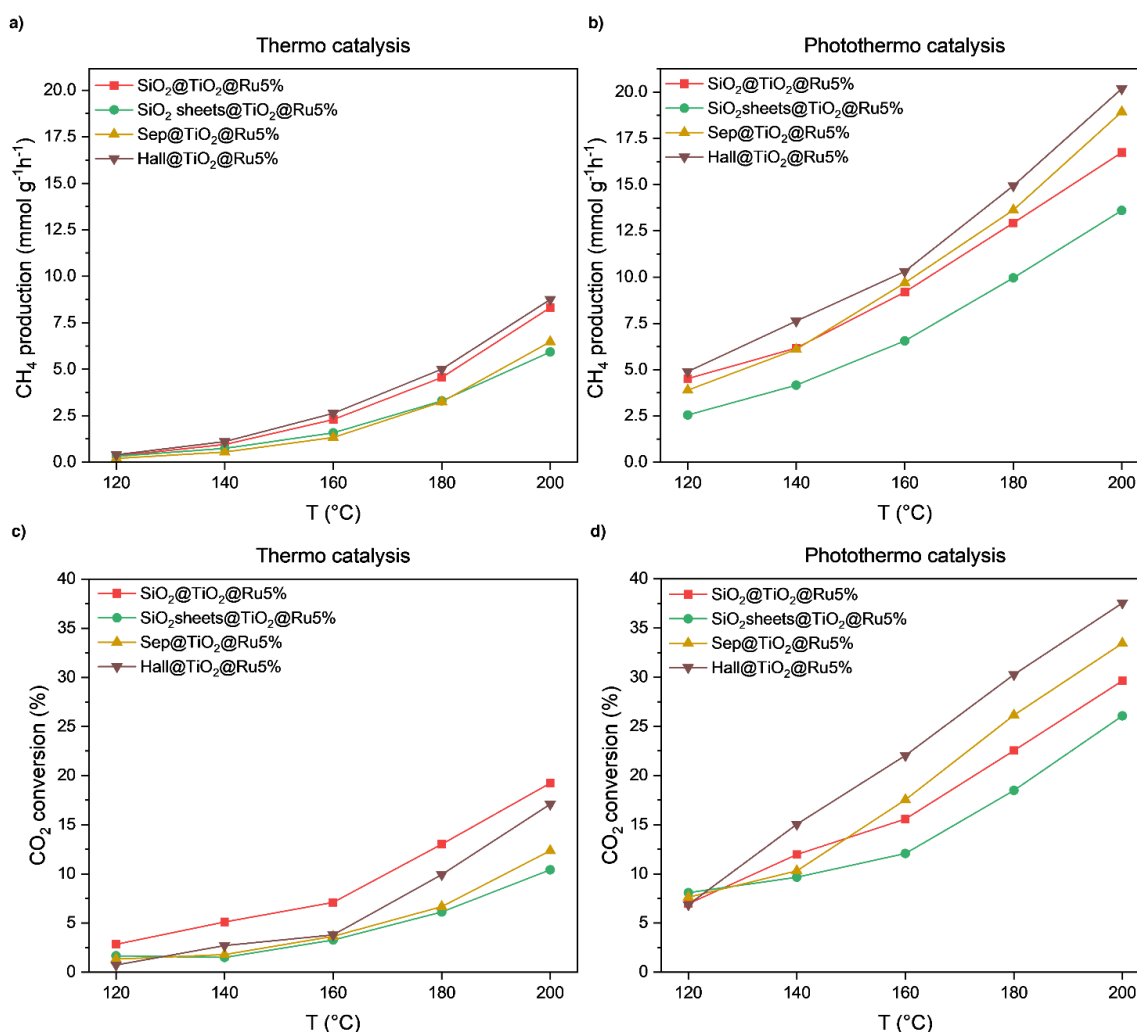 a)
Thermo catalysis
SiO₂@TiO₂@Ru5%
SiO₂ sheets@TiO₂@Ru5%
Sep@TiO₂@Ru5%
Hall@TiO₂@Ru5%
CH₄ production (mmol g⁻¹h⁻¹)
20.0
17.5
15.0
12.5
10.0
7.5
5.0
2.5
0.0
120 140 160 180 200
T (°C)
b)
Photothermo catalysis
SiO₂@TiO₂@Ru5%
SiO₂sheets@TiO₂@Ru5%
Sep@TiO₂@Ru5%
Hall@TiO₂@Ru5%
CH₄ production (mmol g⁻¹h⁻¹)
20.0
17.5
15.0
12.5
10.0
7.5
5.0
2.5
0.0
120 140 160 180 200
T (°C)
c)
Thermo catalysis
SiO₂@TiO₂@Ru5%
SiO₂sheets@TiO₂@Ru5%
Sep@TiO₂@Ru5%
Hall@TiO₂@Ru5%
CO₂ conversion (%)
40
35
30
25
20
15
10
5
0
120 140 160 180 200
T (°C)
d)
Photothermo catalysis
SiO₂@TiO₂@Ru5%
SiO₂sheets@TiO₂@Ru5%
Sep@TiO₂@Ru5%
Hall@TiO₂@Ru5%
CO₂ conversion (%)
40
35
30
25
20
15
10
5
0
120 140 160 180 200
T (°C)